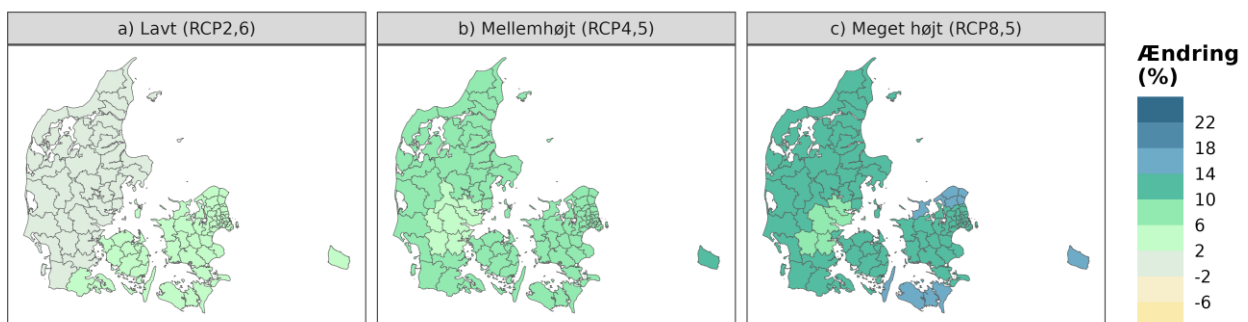 a) Lavt (RCP2,6)
b) Mellemhøjt (RCP4,5)
c) Meget højt (RCP8,5)
Ændring
(%)
22
18
14
10
6
2
-2
-6